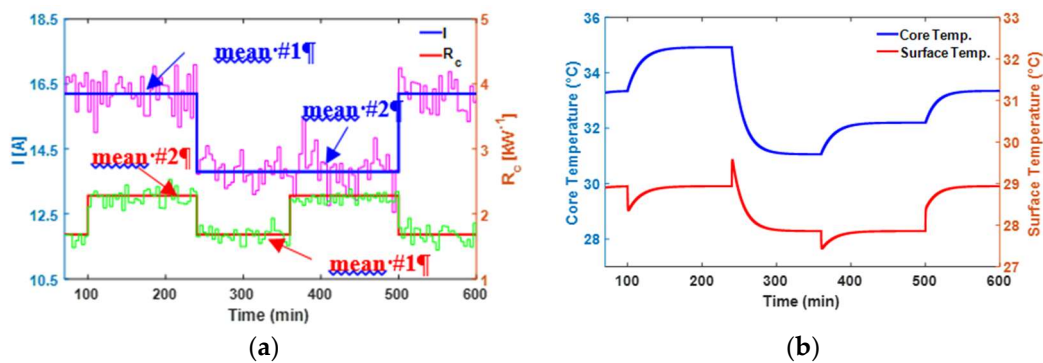 18.5
16.5
14.5
12.5
10.5
I [A]
mean·#1¶
I
R_c
mean·#2¶
mean·#2¶
mean·#1¶
5
4
3
2
1
R_c [kW⁻¹]
100 200 300 400 500 600
Time (min)
(a)
36
34
32
30
28
Core Temperature (°C)
Core Temp.
Surface Temp.
33
32
31
30
29
28
27
Surface Temperature (°C)
100 200 300 400 500 600
Time (min)
(b)